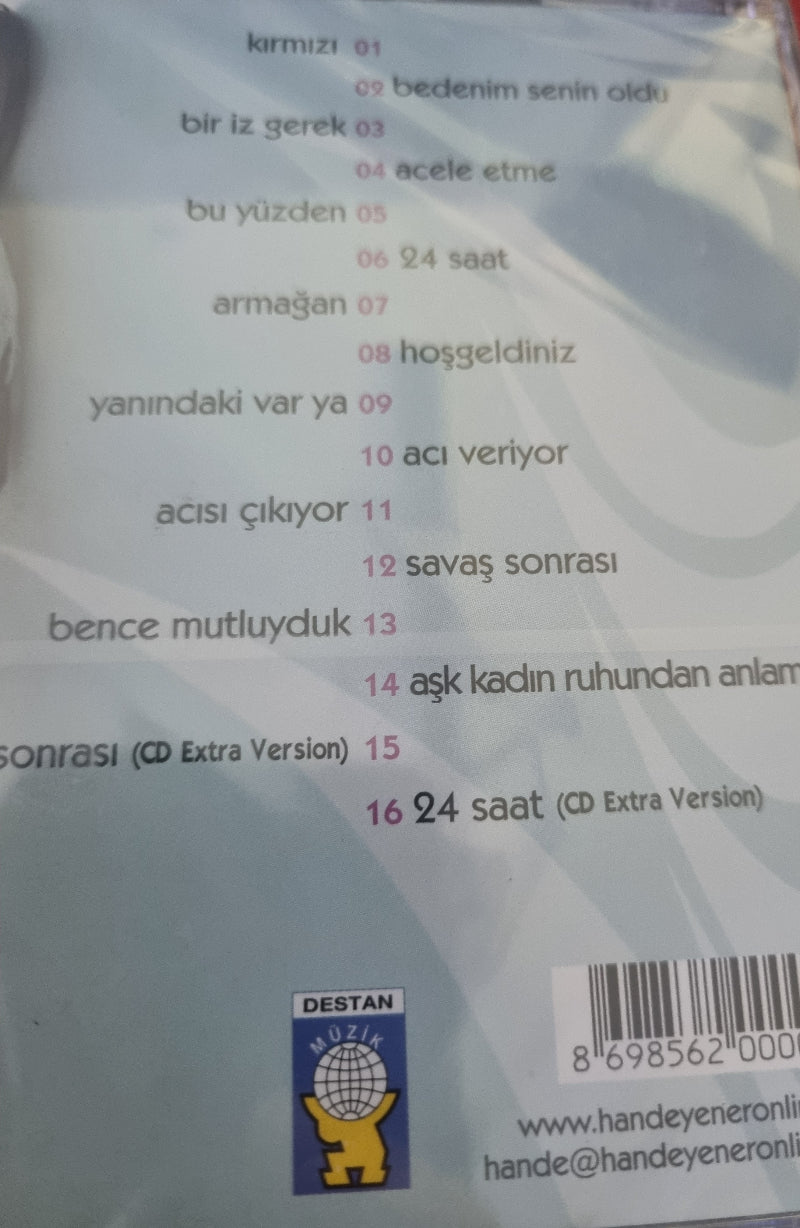 kırmızı 01
02 bedenim senin oldu
bir iz gerek 03
04 acele etme
bu yüzden 05
06 24 saat
armağan 07
08 hoşgeldiniz
yanındaki var ya 09
10 acı veriyor
acısı çıkıyor 11
12 savaş sonrası
bence mutluyduk 13
14 aşk kadın ruhundan anlam
sonrası (CD Extra Version) 15
16 24 saat (CD Extra Version)
DESTAN
MÜZİK
8 698562 000
www.handeyeneronli
hande@handeyeneronli